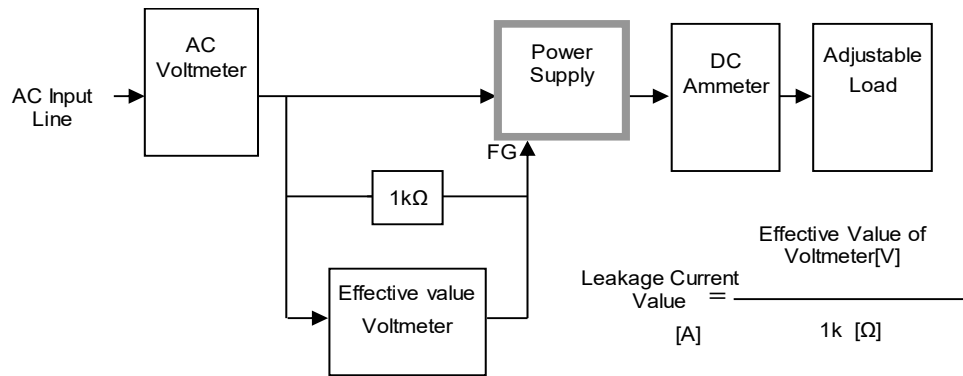 AC
Voltmeter
Power
Supply
DC
Ammeter
Adjustable
Load
AC Input
Line
FG
1kΩ
Effective value
Voltmeter
Effective Value of
Voltmeter[V]
Leakage Current
Value
=
[A]
1k [Ω]